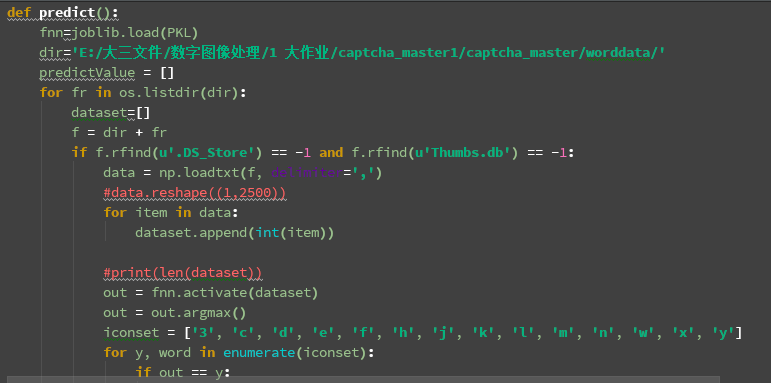 def predict():
    fnn=joblib.load(PKL)
    dir='E:/大三文件/数字图像处理/1 大作业/captcha_master1/captcha_master/worddata/'
    predictValue = []
    for fr in os.listdir(dir):
        dataset=[]
        f = dir + fr
        if f.rfind(u'.DS_Store') == -1 and f.rfind(u'Thumbs.db') == -1:
            data = np.loadtxt(f, delimiter=',')
            #data.reshape((1,2500))
            for item in data:
                dataset.append(int(item))
            #print(len(dataset))
            out = fnn.activate(dataset)
            out = out.argmax()
            iconset = ['3', 'c', 'd', 'e', 'f', 'h', 'j', 'k', 'l', 'm', 'n', 'w', 'x', 'y']
            for y, word in enumerate(iconset):
                if out == y: